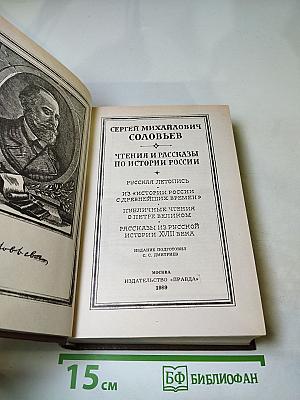 СЕРГЕЙ МИХАЙЛОВИЧ
СОЛОВЬЕВ
ЧТЕНИЯ И РАССКАЗЫ
ПО ИСТОРИИ РОССИИ
РУССКАЯ ЛЕТОПИСЬ
ИЗ «ИСТОРИИ РОССИИ
С ДРЕВНЕЙШИХ ВРЕМЕН»
ПУБЛИЧНЫЕ ЧТЕНИЯ
О ПЕТРЕ ВЕЛИКОМ
РАССКАЗЫ ИЗ РУССКОЙ
ИСТОРИИ XVIII ВЕКА
ИЗДАНИЕ ПОДГОТОВИЛ
С. С. ДМИТРИЕВ
МОСКВА
ИЗДАТЕЛЬСТВО «ПРАВДА»
1989
15 см
БФ БИБЛИОФАН